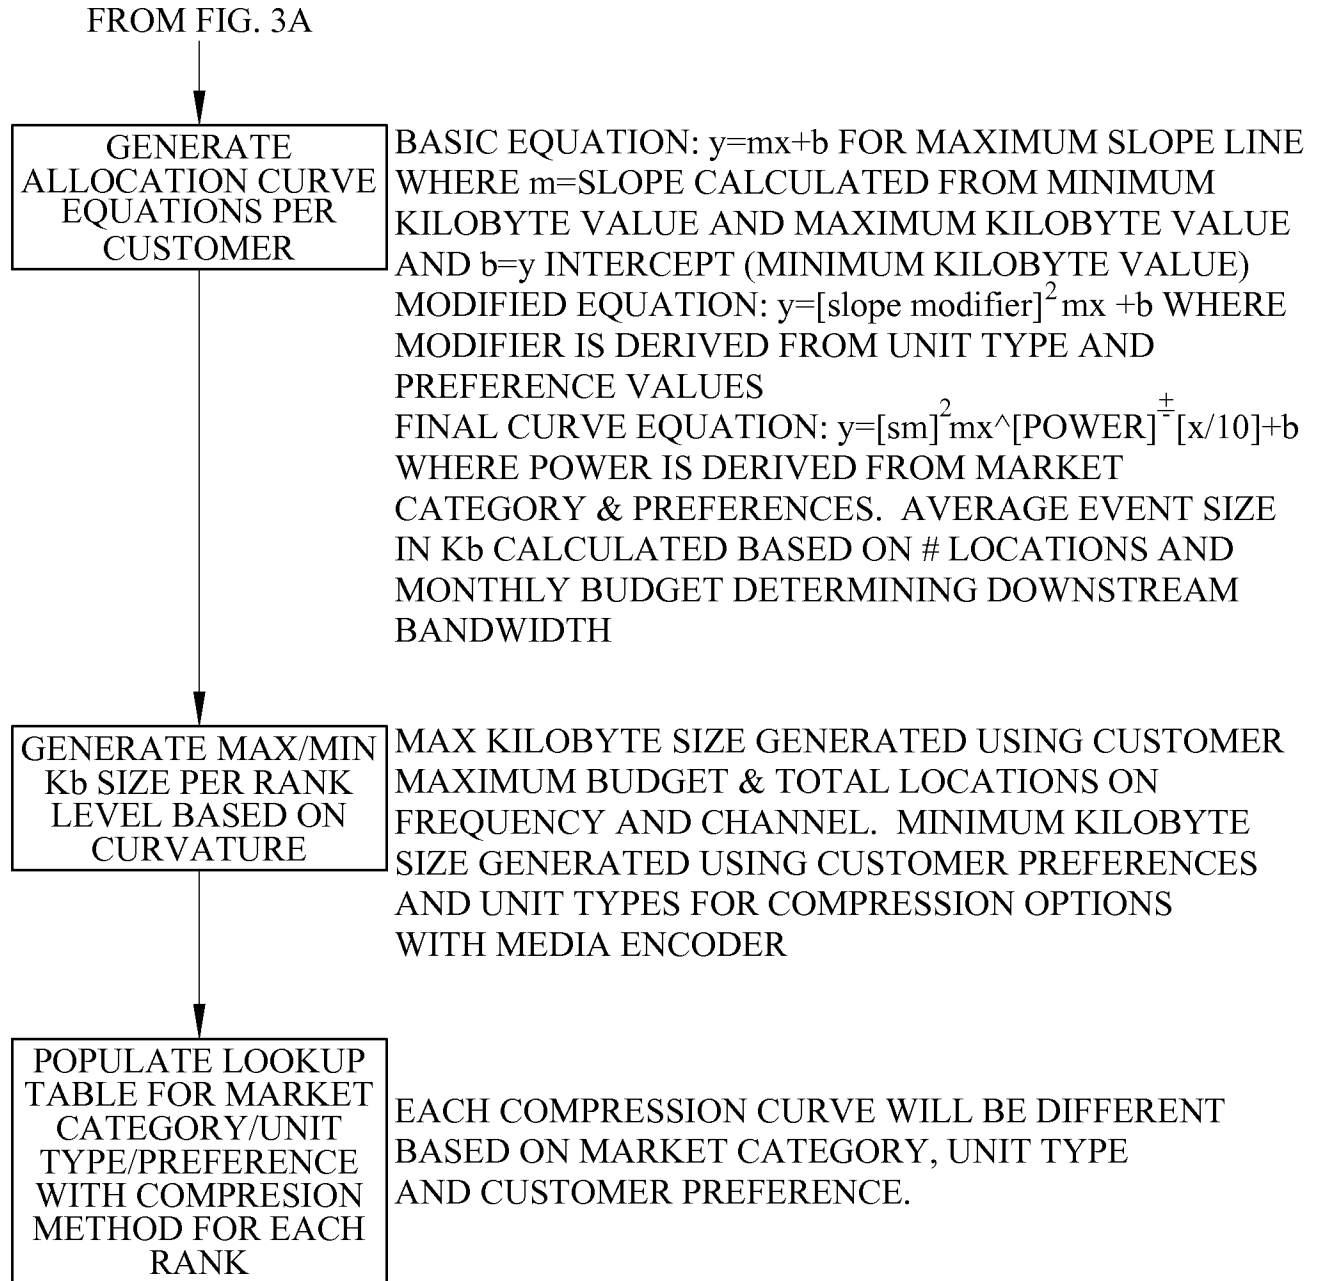 FROM FIG. 3A
GENERATE
ALLOCATION CURVE
EQUATIONS PER
CUSTOMER
BASIC EQUATION: y=mx+b FOR MAXIMUM SLOPE LINE
WHERE m=SLOPE CALCULATED FROM MINIMUM
KILOBYTE VALUE AND MAXIMUM KILOBYTE VALUE
AND b=y INTERCEPT (MINIMUM KILOBYTE VALUE)
MODIFIED EQUATION: y=[slope modifier]² mx +b WHERE
MODIFIER IS DERIVED FROM UNIT TYPE AND
PREFERENCE VALUES
FINAL CURVE EQUATION: y=[sm]²mx^[POWER]±[x/10]+b
WHERE POWER IS DERIVED FROM MARKET
CATEGORY & PREFERENCES. AVERAGE EVENT SIZE
IN Kb CALCULATED BASED ON # LOCATIONS AND
MONTHLY BUDGET DETERMINING DOWNSTREAM
BANDWIDTH
GENERATE MAX/MIN
Kb SIZE PER RANK
LEVEL BASED ON
CURVATURE
MAX KILOBYTE SIZE GENERATED USING CUSTOMER
MAXIMUM BUDGET & TOTAL LOCATIONS ON
FREQUENCY AND CHANNEL. MINIMUM KILOBYTE
SIZE GENERATED USING CUSTOMER PREFERENCES
AND UNIT TYPES FOR COMPRESSION OPTIONS
WITH MEDIA ENCODER
POPULATE LOOKUP
TABLE FOR MARKET
CATEGORY/UNIT
TYPE/PREFERENCE
WITH COMPRESION
METHOD FOR EACH
RANK
EACH COMPRESSION CURVE WILL BE DIFFERENT
BASED ON MARKET CATEGORY, UNIT TYPE
AND CUSTOMER PREFERENCE.